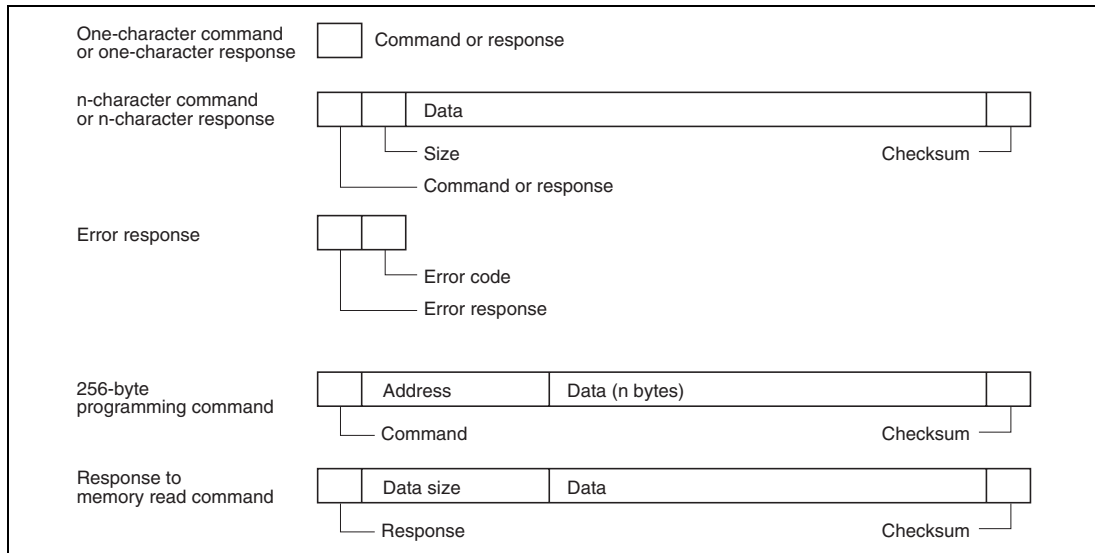 One-character command
or one-character response
Command or response
n-character command
or n-character response
Data
Size
Checksum
Command or response
Error response
Error code
Error response
256-byte
programming command
Address
Data (n bytes)
Command
Checksum
Response to
memory read command
Data size
Data
Response
Checksum